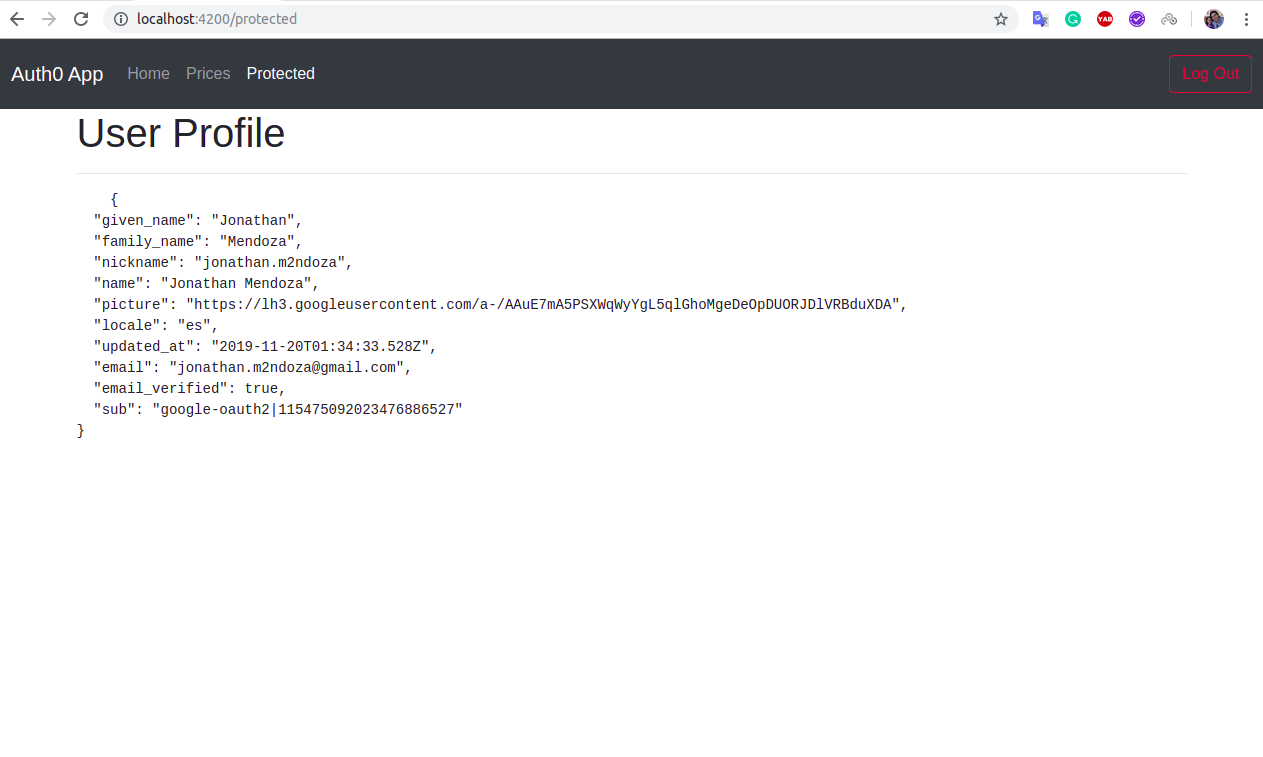 localhost:4200/protected
YAB
Auth0 App Home Prices Protected Log Out
User Profile
{
"given_name": "Jonathan",
"family_name": "Mendoza",
"nickname": "jonathan.m2ndoza",
"name": "Jonathan Mendoza",
"picture": "https://lh3.googleusercontent.com/a-/AAuE7mA5PSXWqWyYgL5qlGhoMgeDeOpDUORJDlVRBduXDA",
"locale": "es",
"updated_at": "2019-11-20T01:34:33.528Z",
"email": "jonathan.m2ndoza@gmail.com",
"email_verified": true,
"sub": "google-oauth2|115475092023476886527"
}